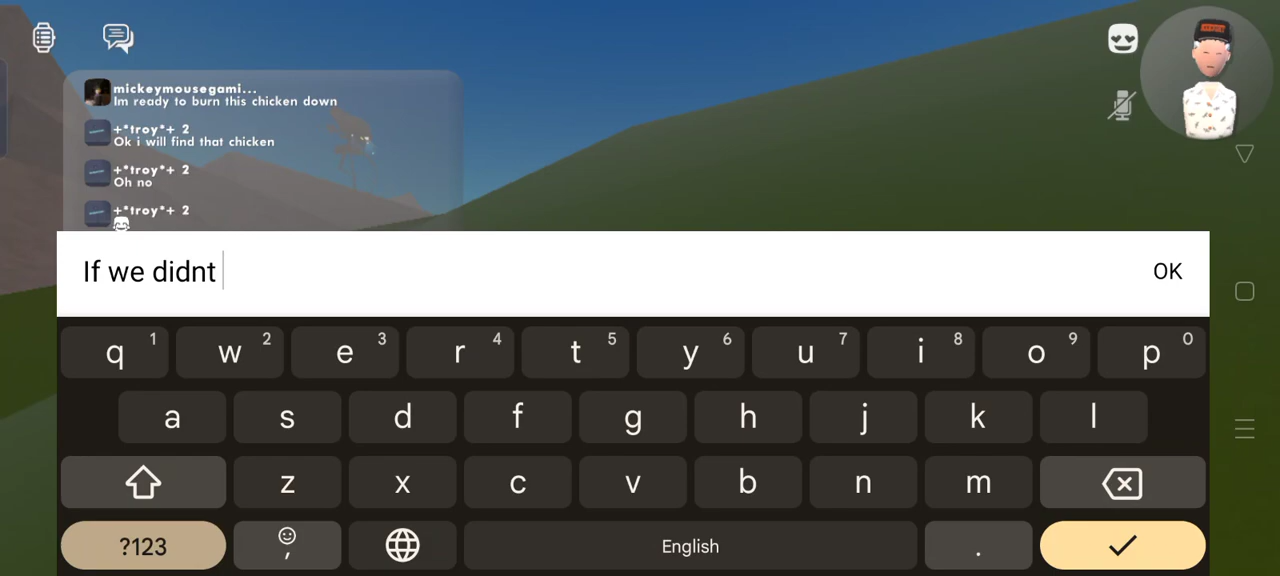 mickeymousegami...
Im ready to burn this chicken down
+*troy*+ 2
Ok i will find that chicken
+*troy*+ 2
Oh no
+*troy*+ 2
If we didnt
OK
q 1 w 2 e 3 r 4 t 5 y 6 u 7 i 8 o 9 p 0
a s d f g h j k l
z x c v b n m
?123 , English .